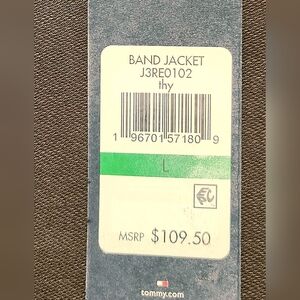 BAND JACKET
J3RE0102
thy
1 96701 57180 9
L
MSRP $109.50
tommy.com